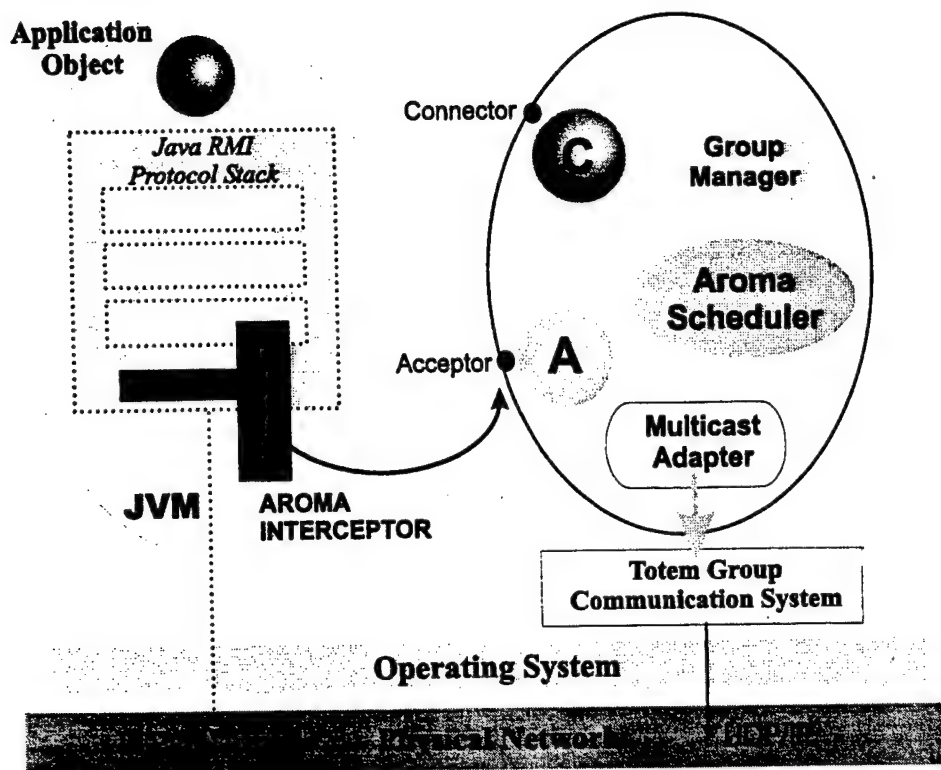 Application
Object
Java RMI
Protocol Stack
JVM
AROMA
INTERCEPTOR
Connector
C
Group
Manager
Aroma
Scheduler
Acceptor
A
Multicast
Adapter
Totem Group
Communication System
Operating System
Physical Network